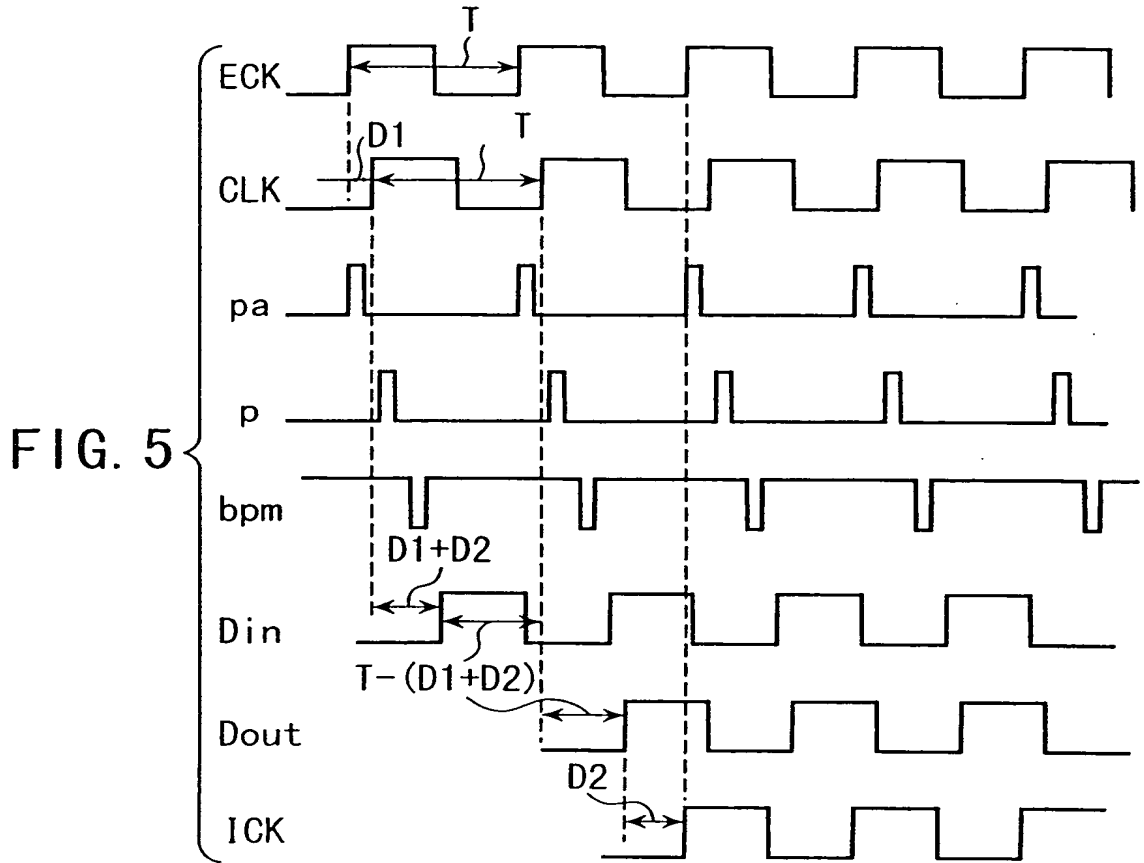 T
ECK
D1
T
CLK
pa
p
FIG. 5
bpm
D1+D2
Din
T-(D1+D2)
Dout
D2
ICK